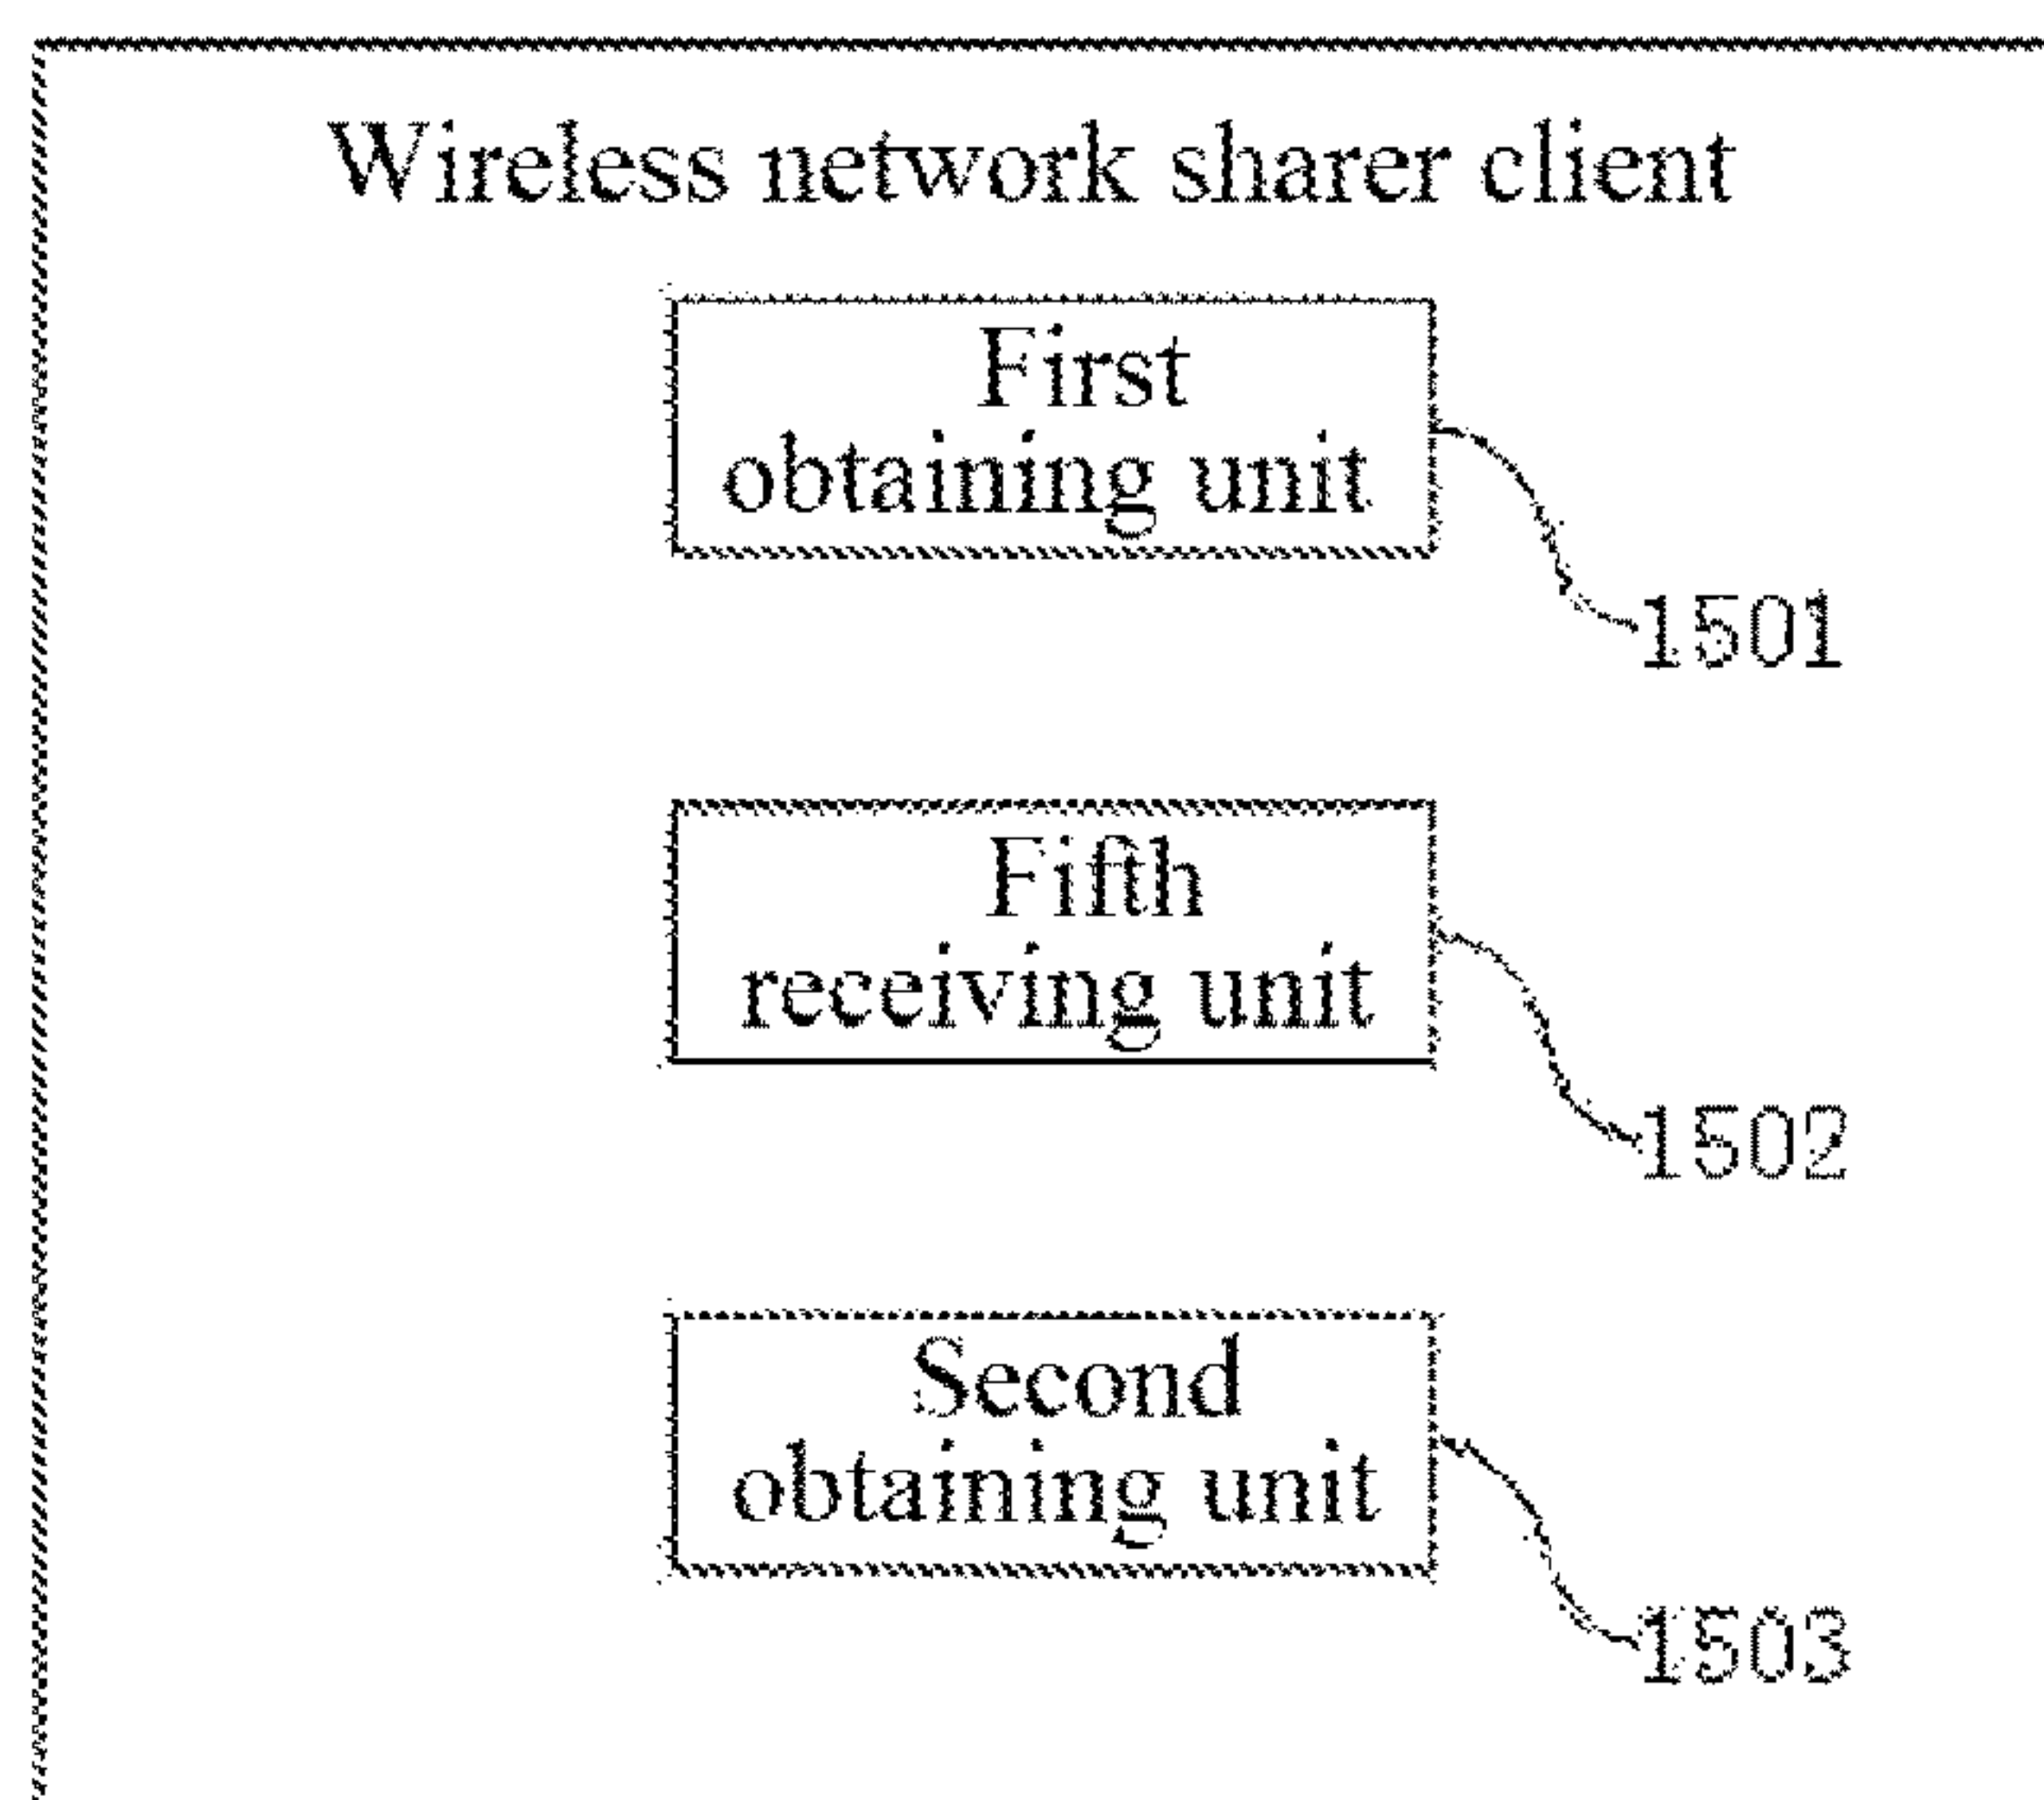 Wireless network sharer client
First
obtaining unit
1501
Fifth
receiving unit
1502
Second
obtaining unit
1503